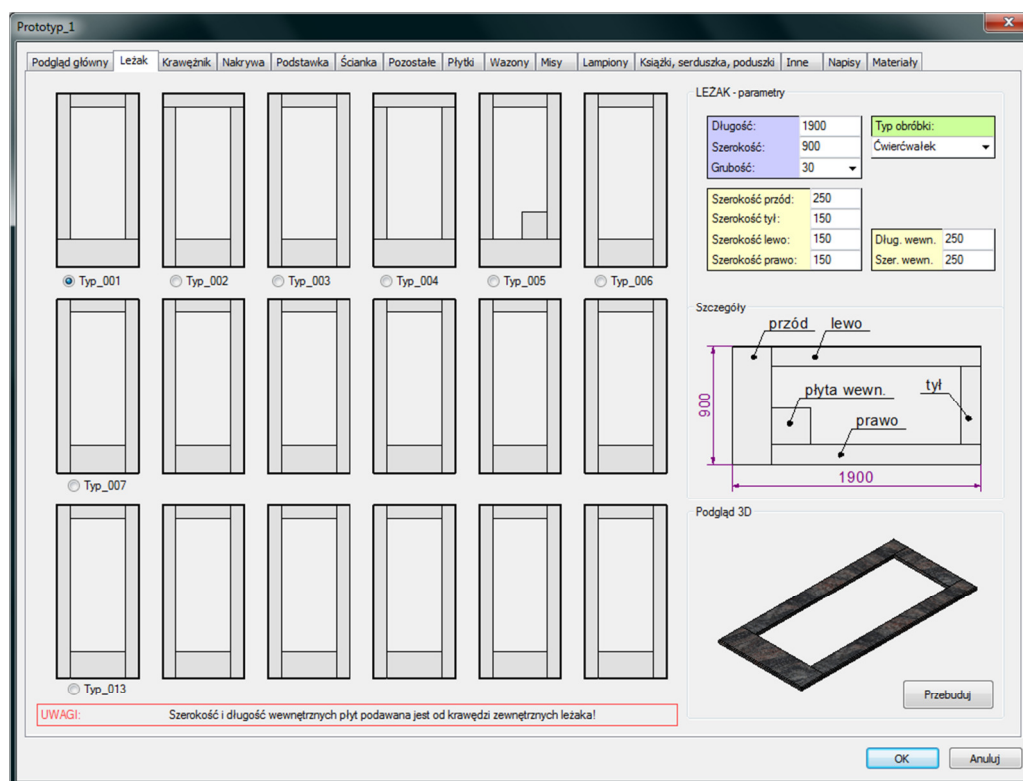 Prototyp_1
Podgląd główny Leżak Krawężnik Nakrywa Podstawka Ścianka Pozostałe Płytki Wazony Misy Lampiony Książki, serduszka, poduszki Inne Napisy Materiały
Typ_001 Typ_002 Typ_003 Typ_004 Typ_005 Typ_006
Typ_007
Typ_013
UWAGI: Szerokość i długość wewnętrznych płyt podawana jest od krawędzi zewnętrznych leżaka!
LEŻAK - parametry
Długość: 1900 Typ obróbki:
Szerokość: 900 Ćwierćwałek
Grubość: 30
Szerokość przód: 250
Szerokość tył: 150
Szerokość lewo: 150 Dług. wewn. 250
Szerokość prawo: 150 Szer. wewn. 250
Szczegóły
przód lewo
płyta wewn. tył
900
prawo
1900
Podgląd 3D
Przebuduj
OK Anuluj